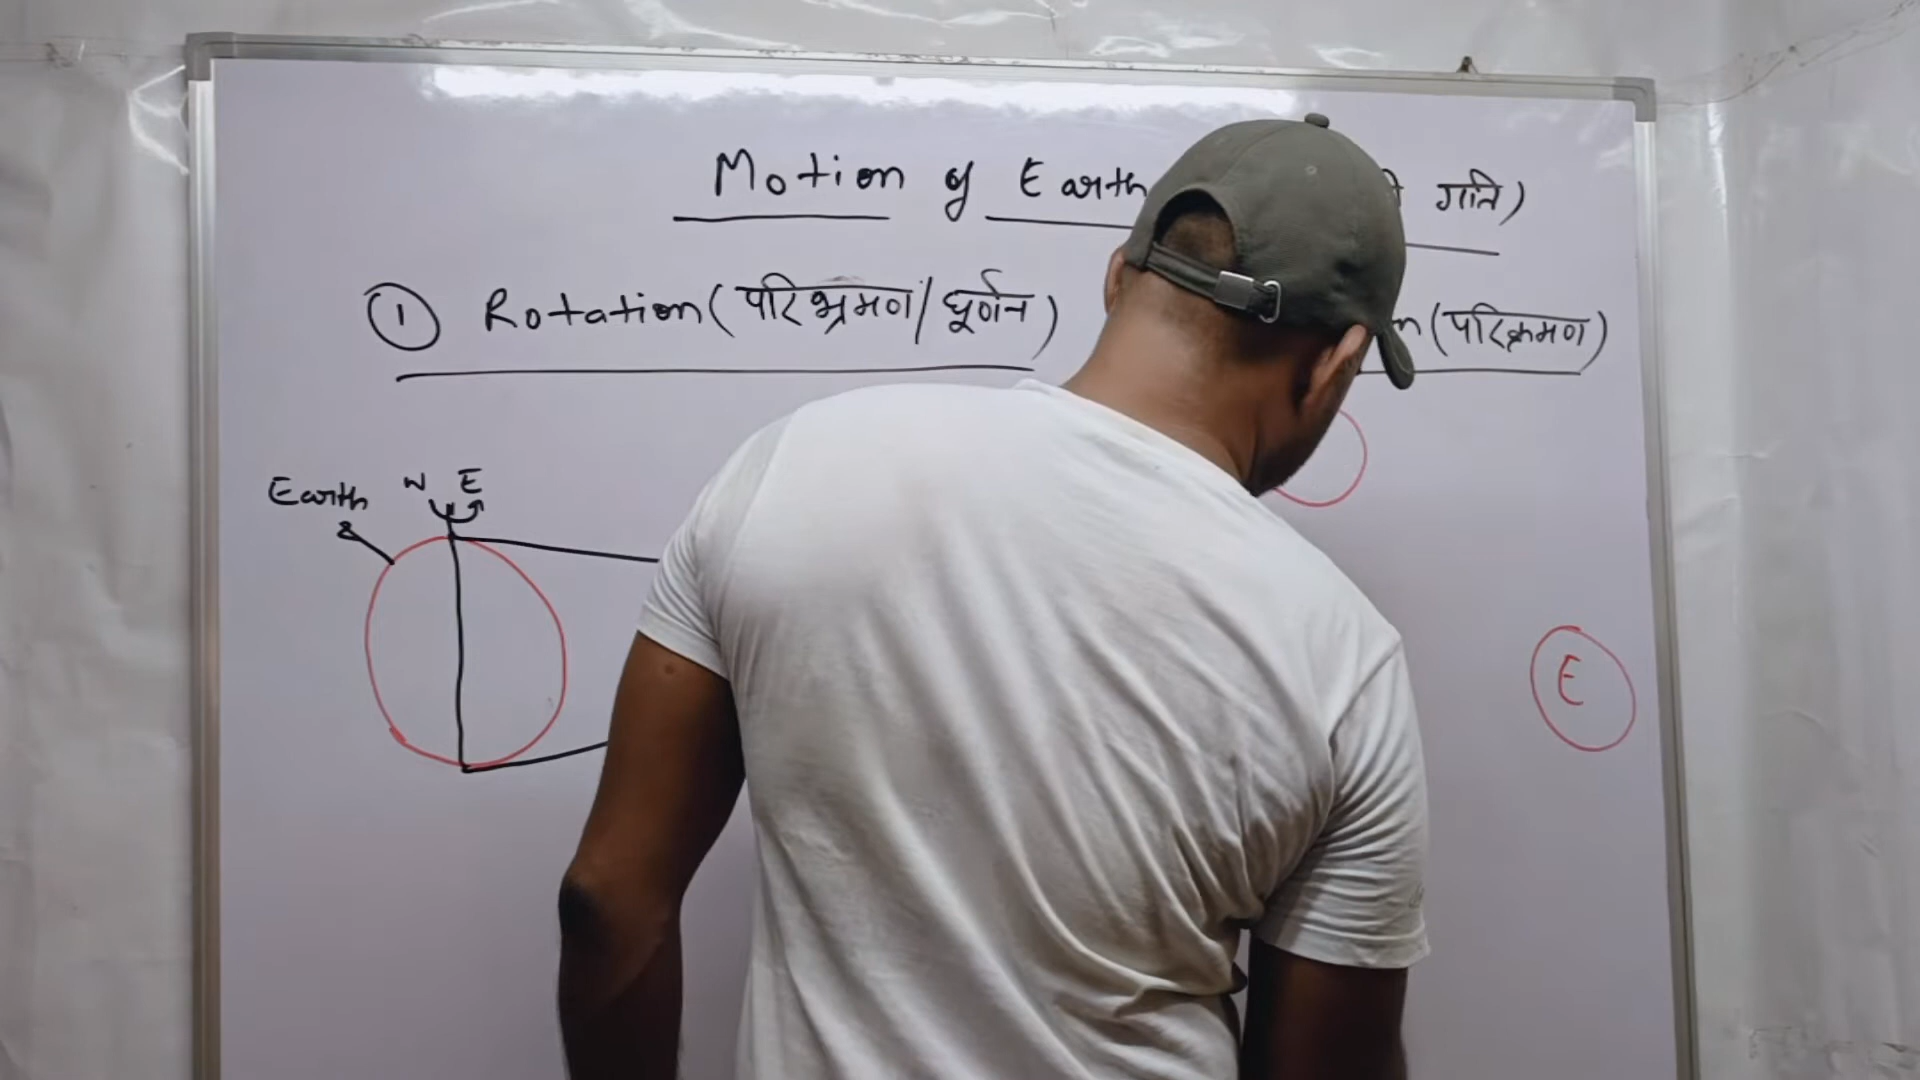 Motion of Earth गति)
① Rotation (परिभ्रमण/घूर्णन) (परिक्रमण)
Earth W E
E